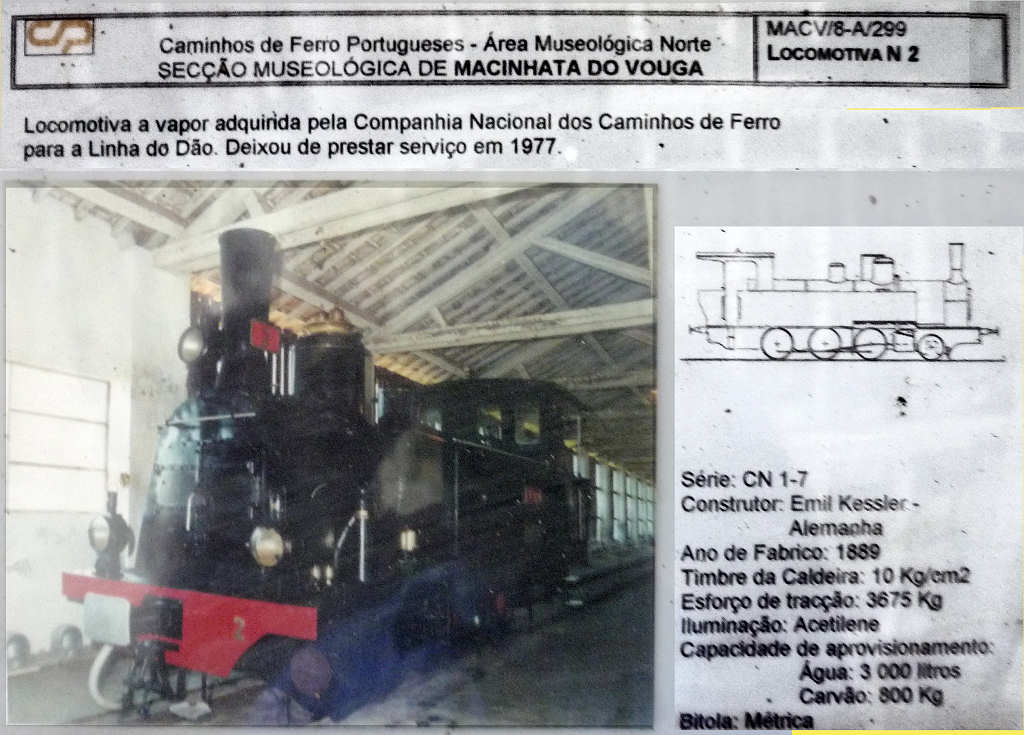 CP
Caminhos de Ferro Portugueses - Área Museológica Norte
SECÇÃO MUSEOLÓGICA DE MACINHATA DO VOUGA
MACV/8-A/299
LOCOMOTIVA N 2
Locomotiva a vapor adquirida pela Companhia Nacional dos Caminhos de Ferro
para a Linha do Dão. Deixou de prestar serviço em 1977.
2
Série: CN 1-7
Construtor: Emil Kessler -
Alemanha
Ano de Fabrico: 1889
Timbre da Caldeira: 10 Kg/cm2
Esforço de tracção: 3675 Kg
Iluminação: Acetilene
Capacidade de aprovisionamento:
Água: 3 000 litros
Carvão: 800 Kg
Bitola: Métrica